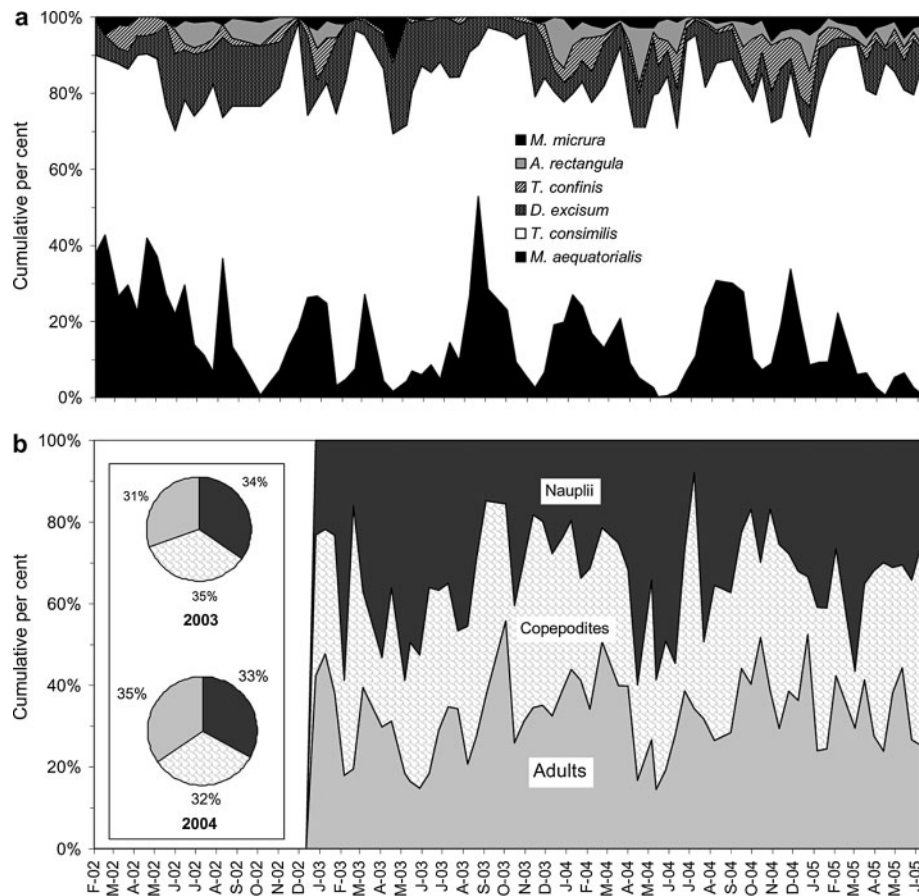 a
100%
80%
60%
40%
20%
0%
Cumulative per cent
M. micrura
A. rectangula
T. confinis
D. excisum
T. consimilis
M. aequatorialis
b
100%
80%
60%
40%
20%
0%
Cumulative per cent
31%
34%
35%
2003
35%
33%
32%
2004
Nauplii
Copepodites
Adults
F-02
M-02
A-02
M-02
J-02
J-02
A-02
S-02
O-02
N-02
D-02
J-03
F-03
M-03
A-03
M-03
J-03
J-03
A-03
S-03
O-03
N-03
D-03
J-04
F-04
M-04
A-04
M-04
J-04
J-04
A-04
S-04
O-04
N-04
D-04
J-05
F-05
M-05
A-05
M-05
J-05